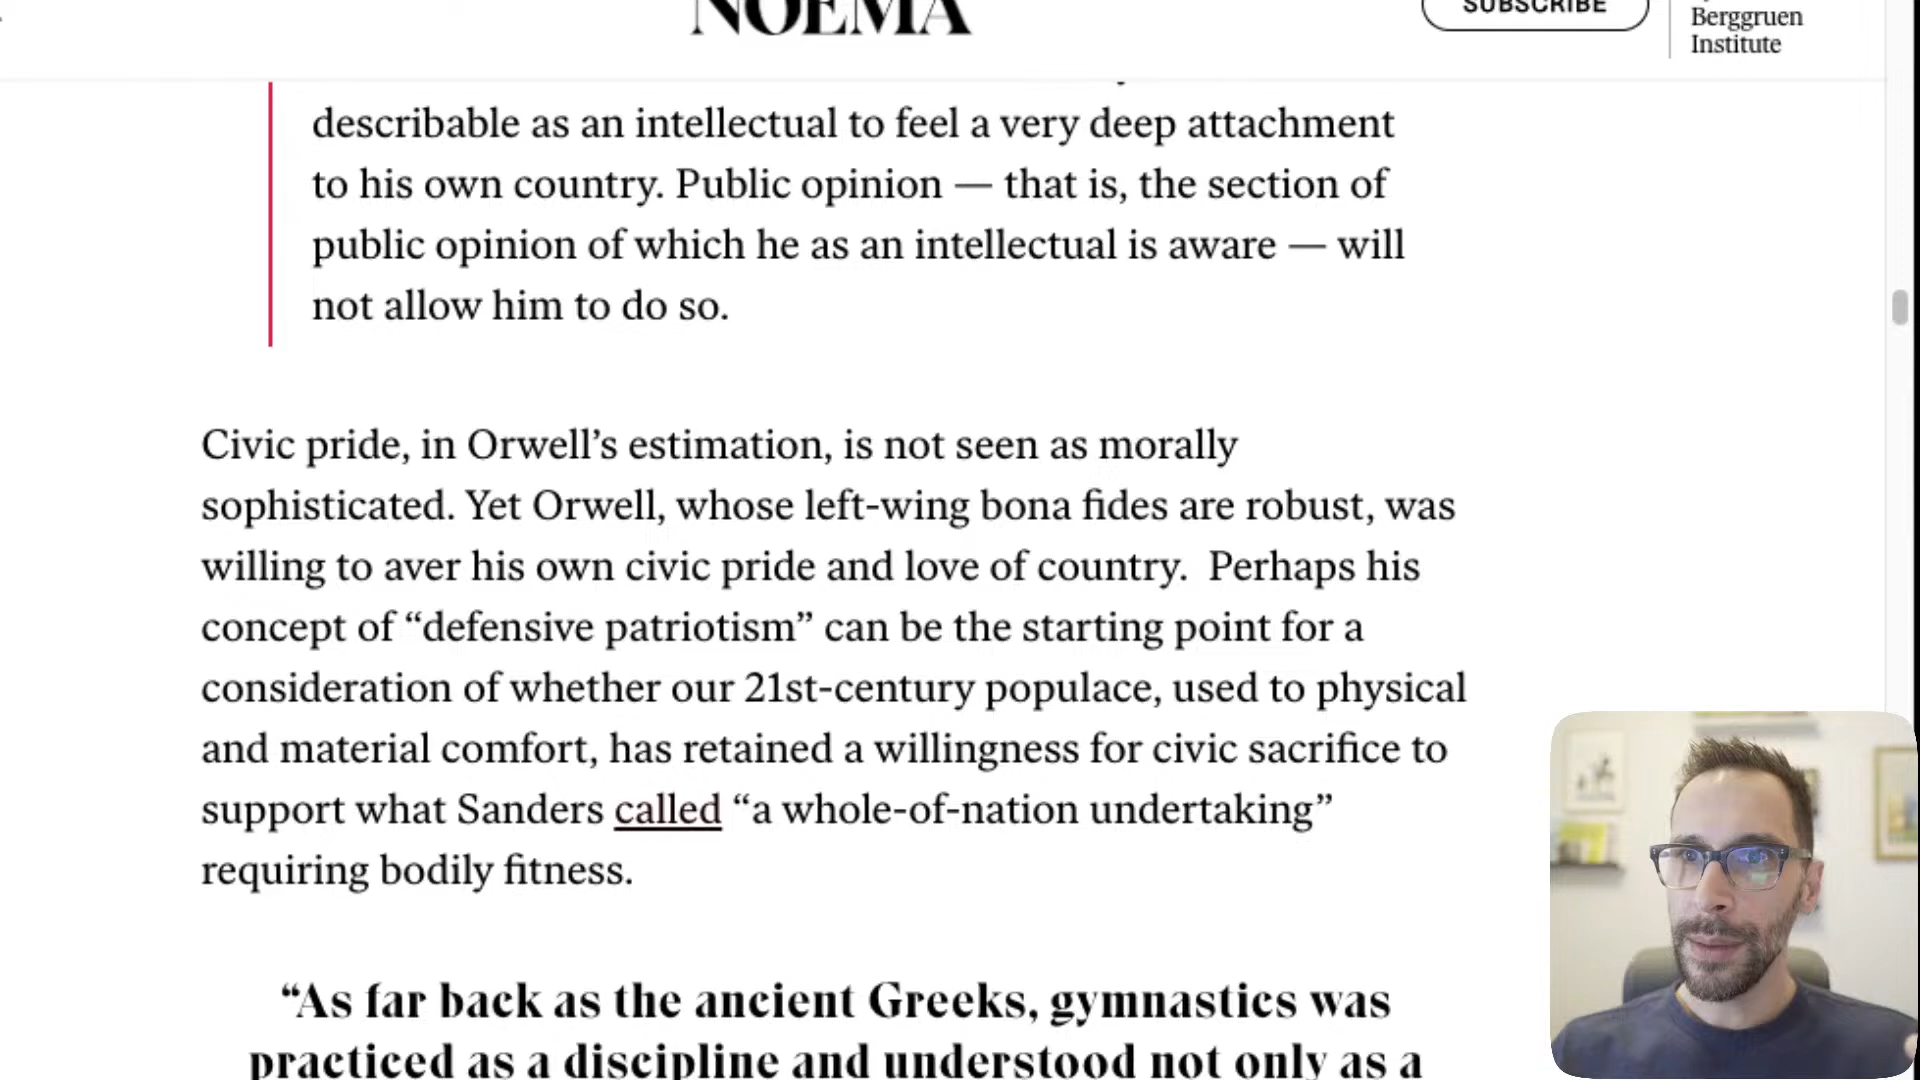 NOEMA
SUBSCRIBE
Berggruen
Institute
describable as an intellectual to feel a very deep attachment
to his own country. Public opinion — that is, the section of
public opinion of which he as an intellectual is aware — will
not allow him to do so.
Civic pride, in Orwell’s estimation, is not seen as morally
sophisticated. Yet Orwell, whose left-wing bona fides are robust, was
willing to aver his own civic pride and love of country.  Perhaps his
concept of “defensive patriotism” can be the starting point for a
consideration of whether our 21st-century populace, used to physical
and material comfort, has retained a willingness for civic sacrifice to
support what Sanders called “a whole-of-nation undertaking”
requiring bodily fitness.
“As far back as the ancient Greeks, gymnastics was
practiced as a discipline and understood not only as a